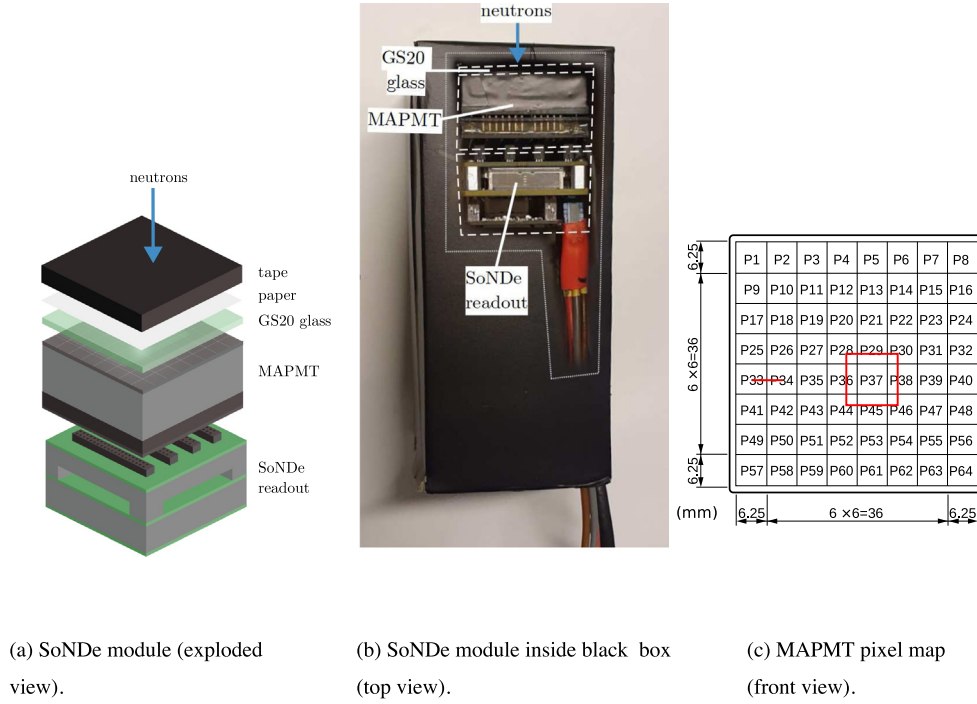 neutrons
GS20
glass
MAPMT
SoNDe
readout
neutrons
tape
paper
GS20 glass
MAPMT
SoNDe
readout
6.25
6 ×6=36
6.25
P1 P2 P3 P4 P5 P6 P7 P8
P9 P10 P11 P12 P13 P14 P15 P16
P17 P18 P19 P20 P21 P22 P23 P24
P25 P26 P27 P28 P29 P30 P31 P32
P33 P34 P35 P36 P37 P38 P39 P40
P41 P42 P43 P44 P45 P46 P47 P48
P49 P50 P51 P52 P53 P54 P55 P56
P57 P58 P59 P60 P61 P62 P63 P64
(mm) 6.25 6 ×6=36 6.25
(a) SoNDe module (exploded
view).
(b) SoNDe module inside black box
(top view).
(c) MAPMT pixel map
(front view).